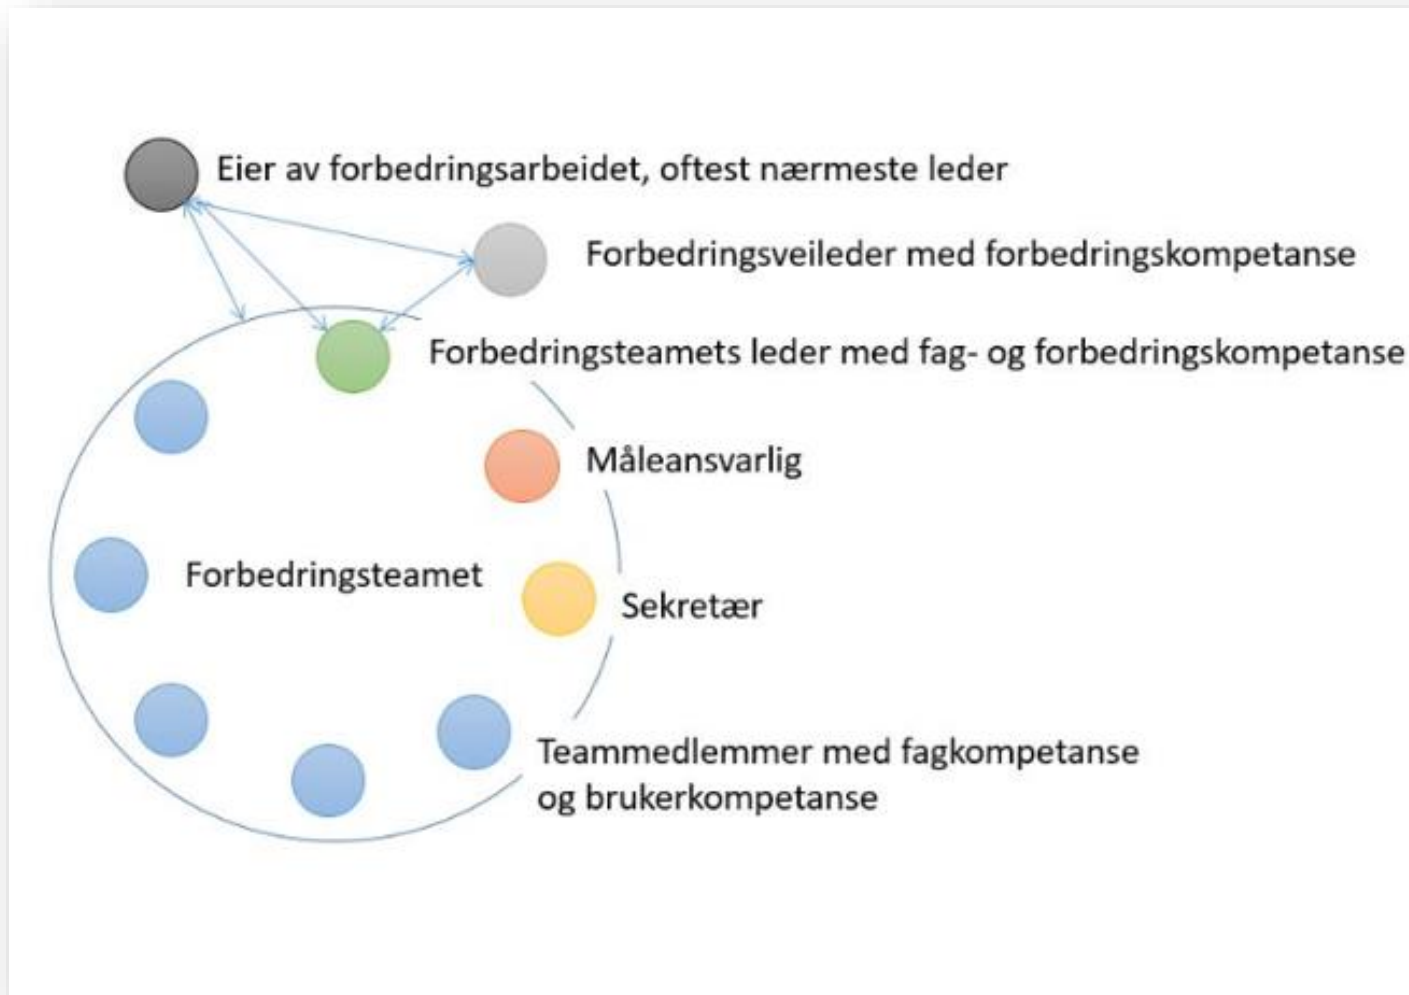 Eier av forbedringsarbeidet, oftest nærmeste leder
Forbedringsveileder med forbedringskompetanse
Forbedringsteamets leder med fag- og forbedringskompetanse
Måleansvarlig
Forbedringsteamet
Sekretær
Teammedlemmer med fagkompetanse
og brukerkompetanse